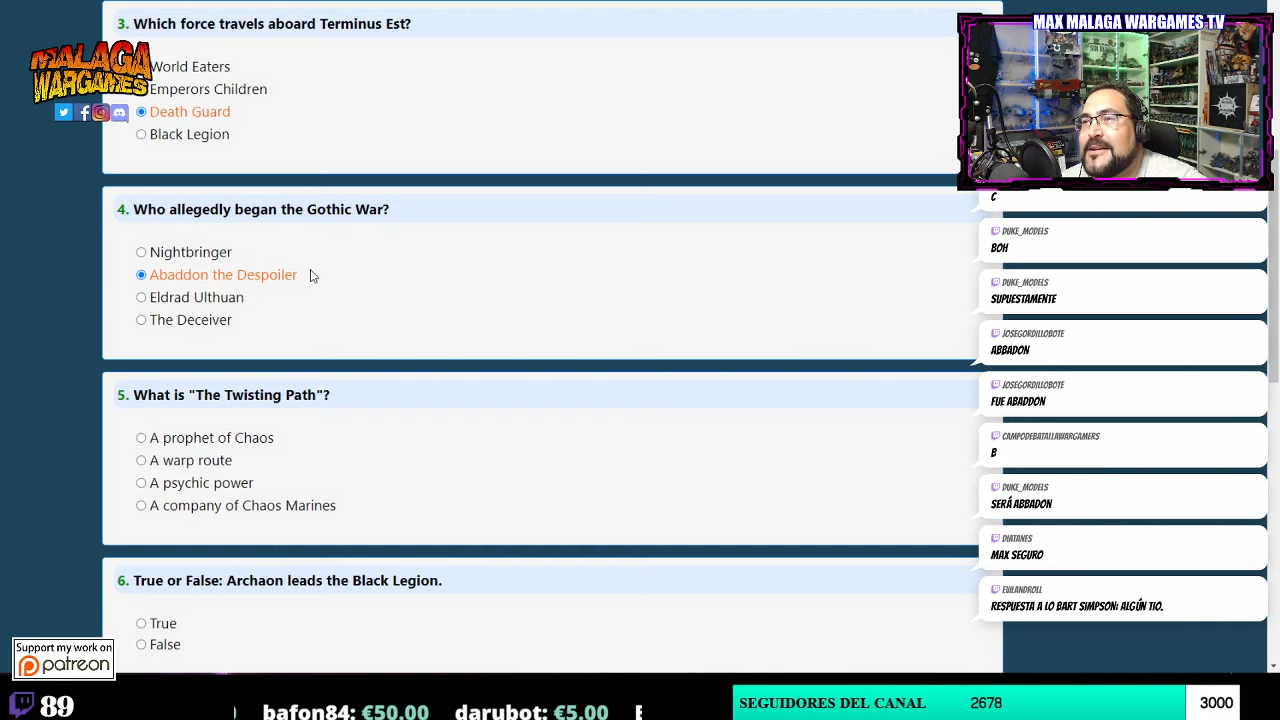 3. Which force travels aboard Terminus Est?
World Eaters
Emperors Children
Death Guard
Black Legion
4. Who allegedly began the Gothic War?
Nightbringer
Abaddon the Despoiler
Eldrad Ulthuan
The Deceiver
5. What is "The Twisting Path"?
A prophet of Chaos
A warp route
A psychic power
A company of Chaos Marines
6. True or False: Archaon leads the Black Legion.
True
False
MALAGA
WARGAMES
MAX MALAGA WARGAMES TV
C
DUKE_MODELS
BOH
DUKE_MODELS
SUPUESTAMENTE
JOSEGORDILLOBOTE
ABBADON
JOSEGORDILLOBOTE
FUE ABADDON
CAMPODEBATALLAWARGAMERS
B
DUKE_MODELS
SERÁ ABBADON
DIATANES
MAX SEGURO
EVILANDROLL
RESPUESTA A LO BART SIMPSON: ALGÚN TIO.
Support my work on
patreon
89
bafon84: €50.00 darubot: €5.00
SEGUIDORES DEL CANAL 2678 3000